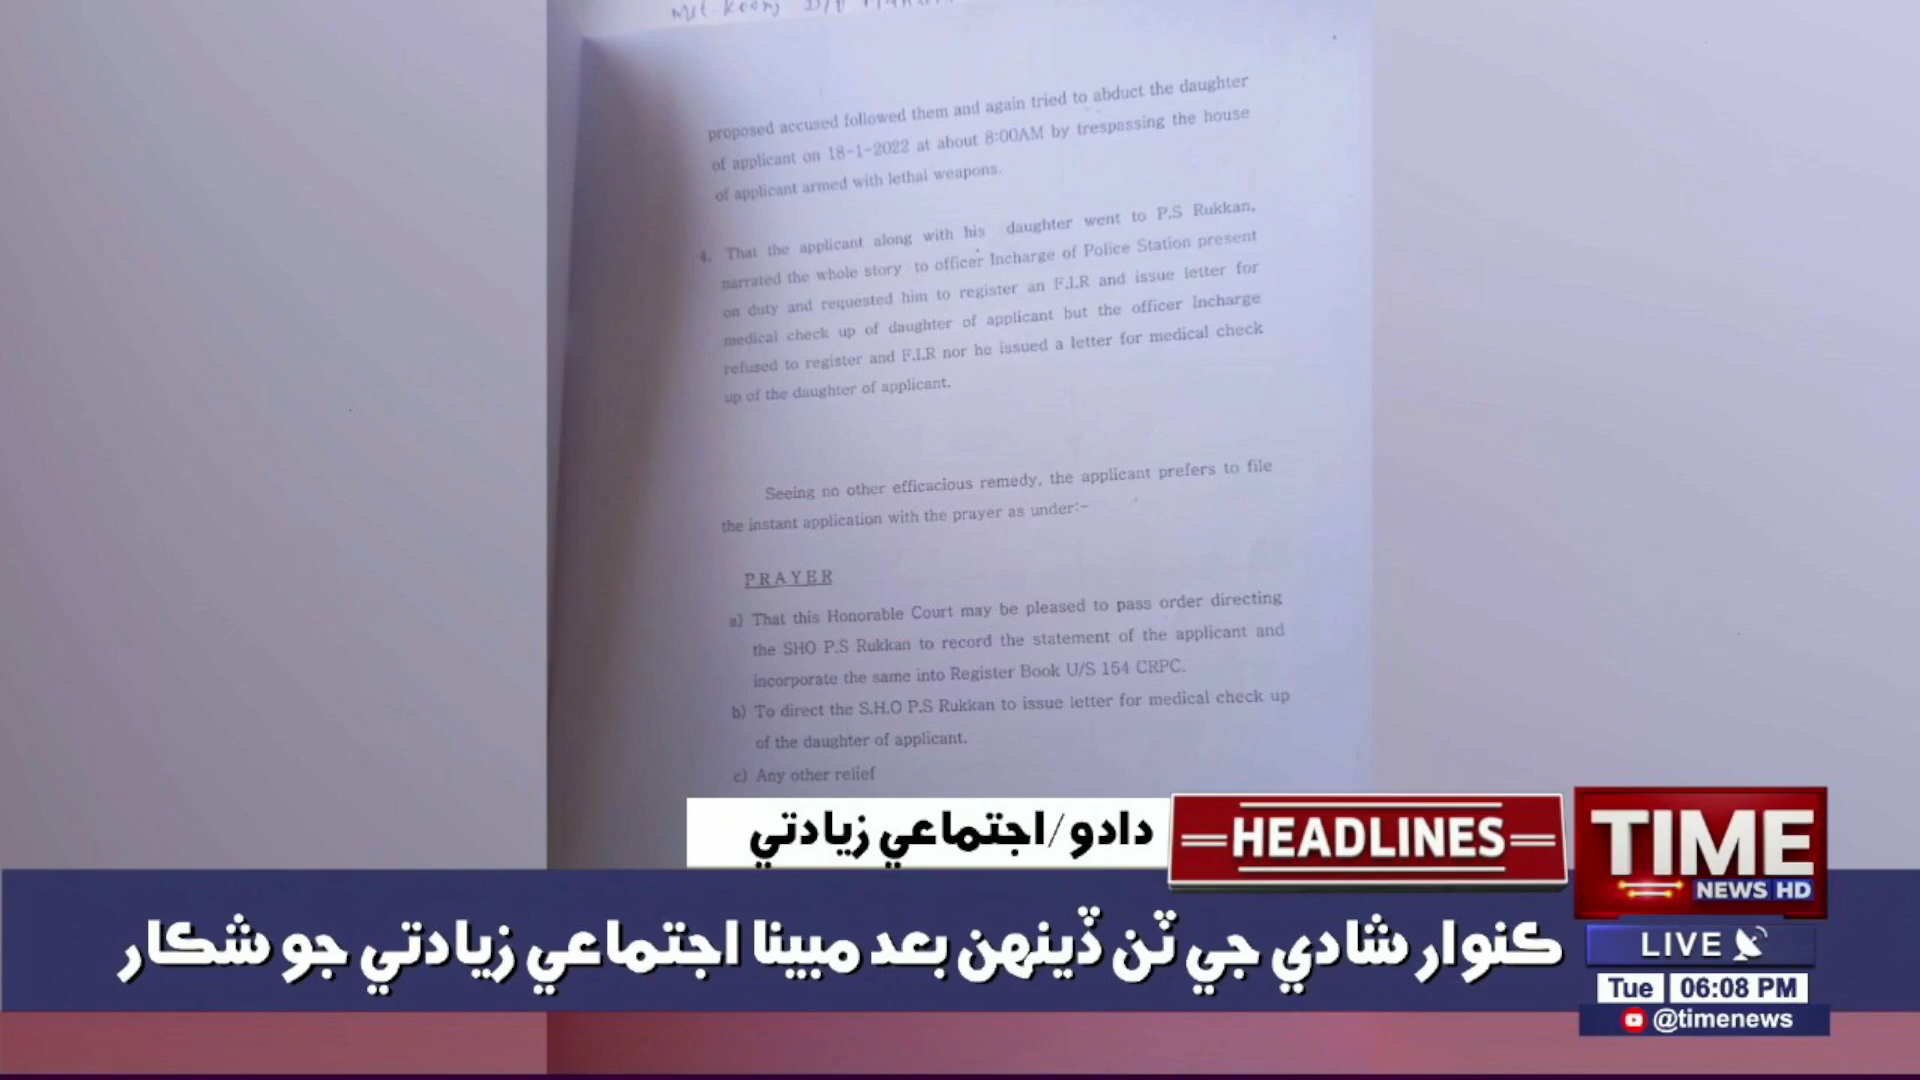 proposed accused followed them and again tried to abduct the daughter
of applicant on 18-1-2022 at about 8:00AM by trespassing the house
of applicant armed with lethal weapons.
4. That the applicant along with his daughter went to P.S Rukkan,
narrated the whole story to officer Incharge of Police Station present
on duty and requested him to register an F.I.R and issue letter for
medical check up of daughter of applicant but the officer Incharge
refused to register and F.I.R nor he issued a letter for medical check
up of the daughter of applicant.
Seeing no other efficacious remedy, the applicant prefers to file
the instant application with the prayer as under:-
PRAYER
a) That this Honorable Court may be pleased to pass order directing
the SHO P.S Rukkan to record the statement of the applicant and
incorporate the same into Register Book U/S 154 CRPC.
b) To direct the S.H.O P.S Rukkan to issue letter for medical check up
of the daughter of applicant.
c) Any other relief
دادو/اجتماعي زيادتي
HEADLINES
TIME
NEWS HD
ڪنوار شادي جي ٽن ڏينهن بعد مبينا اجتماعي زيادتي جو شڪار
LIVE
Tue 06:08 PM
@timenews